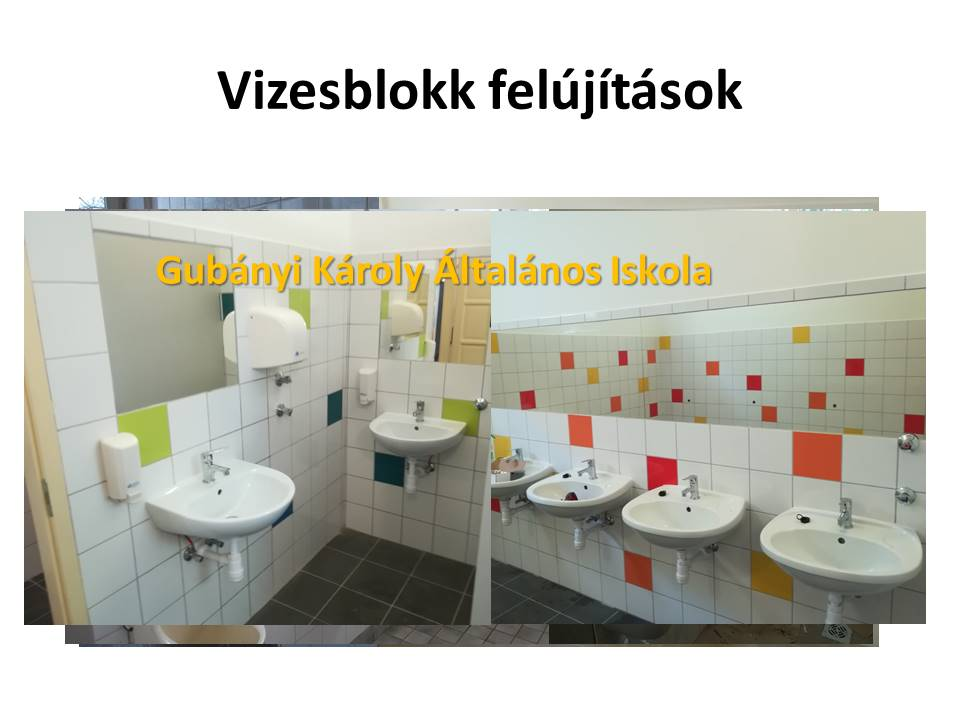 Vizesblokk felújítások
Gubányi Károly Általános Iskola